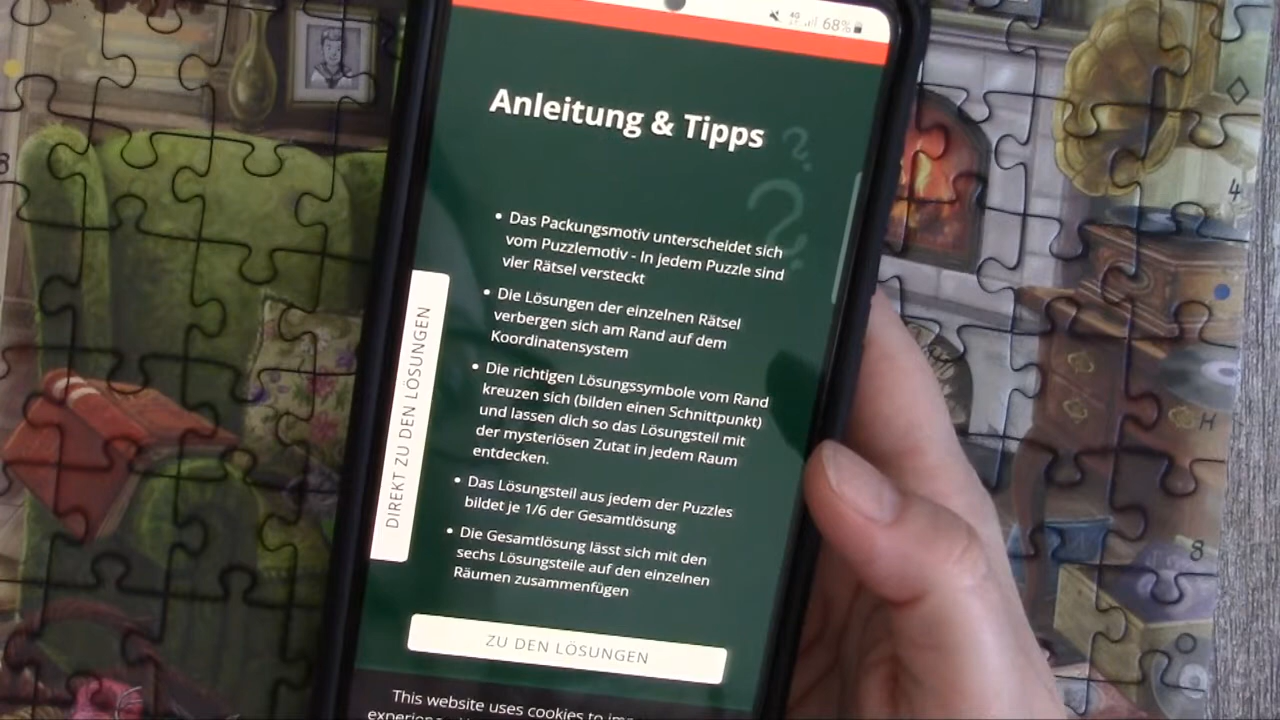 4G
68%
Anleitung & Tipps
• Das Packungsmotiv unterscheidet sich
vom Puzzlemotiv - In jedem Puzzle sind
vier Rätsel versteckt
• Die Lösungen der einzelnen Rätsel
verbergen sich am Rand auf dem
Koordinatensystem
• Die richtigen Lösungssymbole vom Rand
kreuzen sich (bilden einen Schnittpunkt)
und lassen dich so das Lösungsteil mit
der mysteriösen Zutat in jedem Raum
entdecken.
• Das Lösungsteil aus jedem der Puzzles
bildet je 1/6 der Gesamtlösung
• Die Gesamtlösung lässt sich mit den
sechs Lösungsteile auf den einzelnen
Räumen zusammenfügen
DIREKT ZU DEN LÖSUNGEN
ZU DEN LÖSUNGEN
This website uses cookies to
4
H
8
8